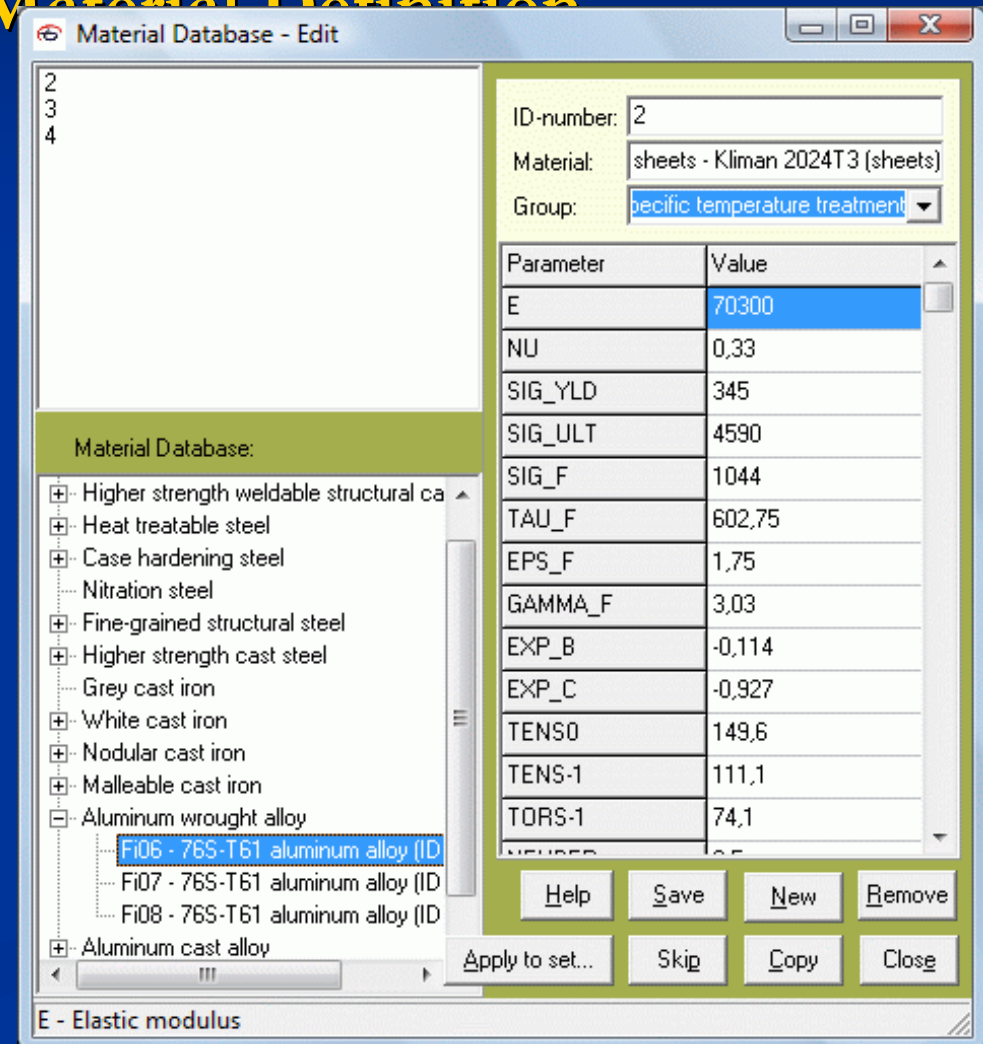 Material Definition
Material Database - Edit
2
3
4
ID-number: 2
Material: sheets - Kliman 2024T3 (sheets)
Group: pecific temperature treatment
Parameter Value
E 70300
NU 0,33
SIG_YLD 345
SIG_ULT 4590
SIG_F 1044
TAU_F 602,75
EPS_F 1,75
GAMMA_F 3,03
EXP_B -0,114
EXP_C -0,927
TENS0 149,6
TENS-1 111,1
TORS-1 74,1
Material Database:
Higher strength weldable structural ca
Heat treatable steel
Case hardening steel
Nitration steel
Fine-grained structural steel
Higher strength cast steel
Grey cast iron
White cast iron
Nodular cast iron
Malleable cast iron
Aluminum wrought alloy
Fi06 - 76S-T61 aluminum alloy (ID
Fi07 - 76S-T61 aluminum alloy (ID
Fi08 - 76S-T61 aluminum alloy (ID
Aluminum cast alloy
Help Save New Remove
Apply to set... Skip Copy Close
E - Elastic modulus